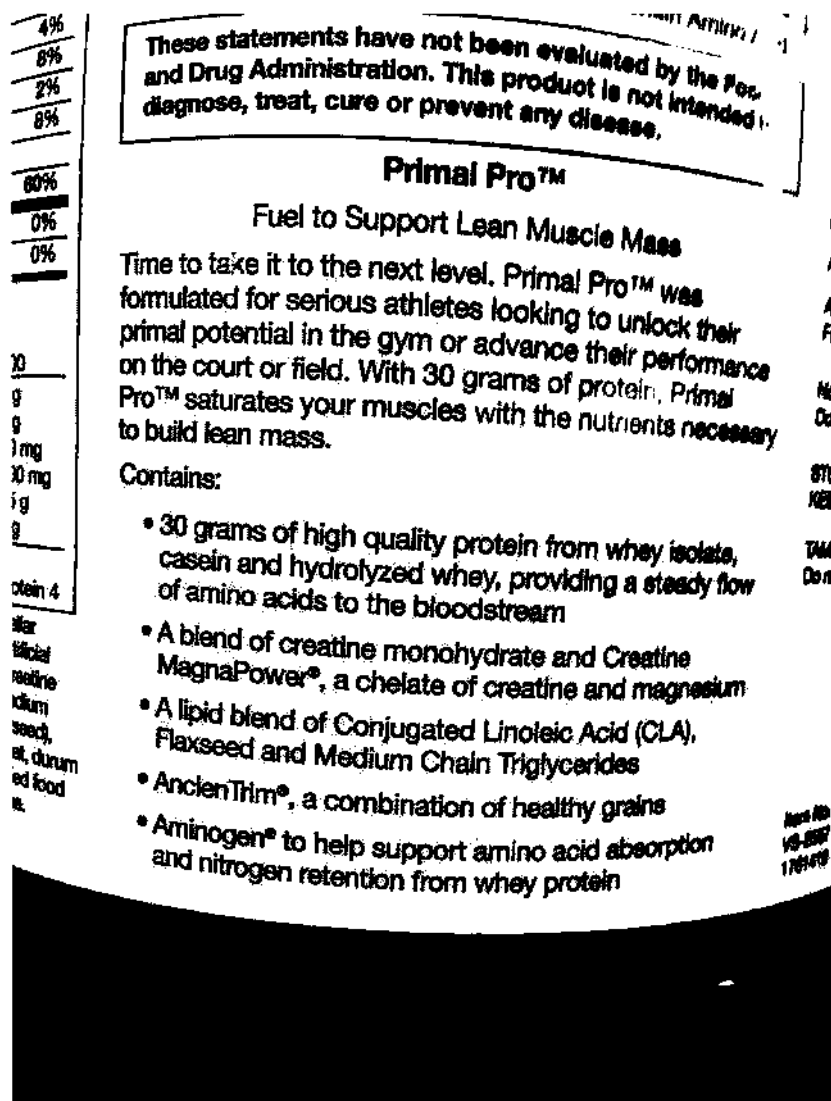 4%
8%
2%
8%
60%
0%
0%
g
g
mg
mg
g
g
4
durum
food
Amino
These statements have not been evaluated by the
and Drug Administration. This product is not intended
diagnose, treat, cure or prevent any disease.
Primal Pro™
Fuel to Support Lean Muscle Mass
Time to take it to the next level. Primal Pro™ was
formulated for serious athletes looking to unlock their
primal potential in the gym or advance their performance
on the court or field. With 30 grams of protein, Primal
Pro™ saturates your muscles with the nutrients necessary
to build lean mass.
Contains:
• 30 grams of high quality protein from whey isolate,
casein and hydrolyzed whey, providing a steady flow
of amino acids to the bloodstream
• A blend of creatine monohydrate and Creatine
MagnaPower®, a chelate of creatine and magnesium
• A lipid blend of Conjugated Linoleic Acid (CLA),
Flaxseed and Medium Chain Triglycerides
• AncienTrim®, a combination of healthy grains
• Aminogen® to help support amino acid absorption
and nitrogen retention from whey protein